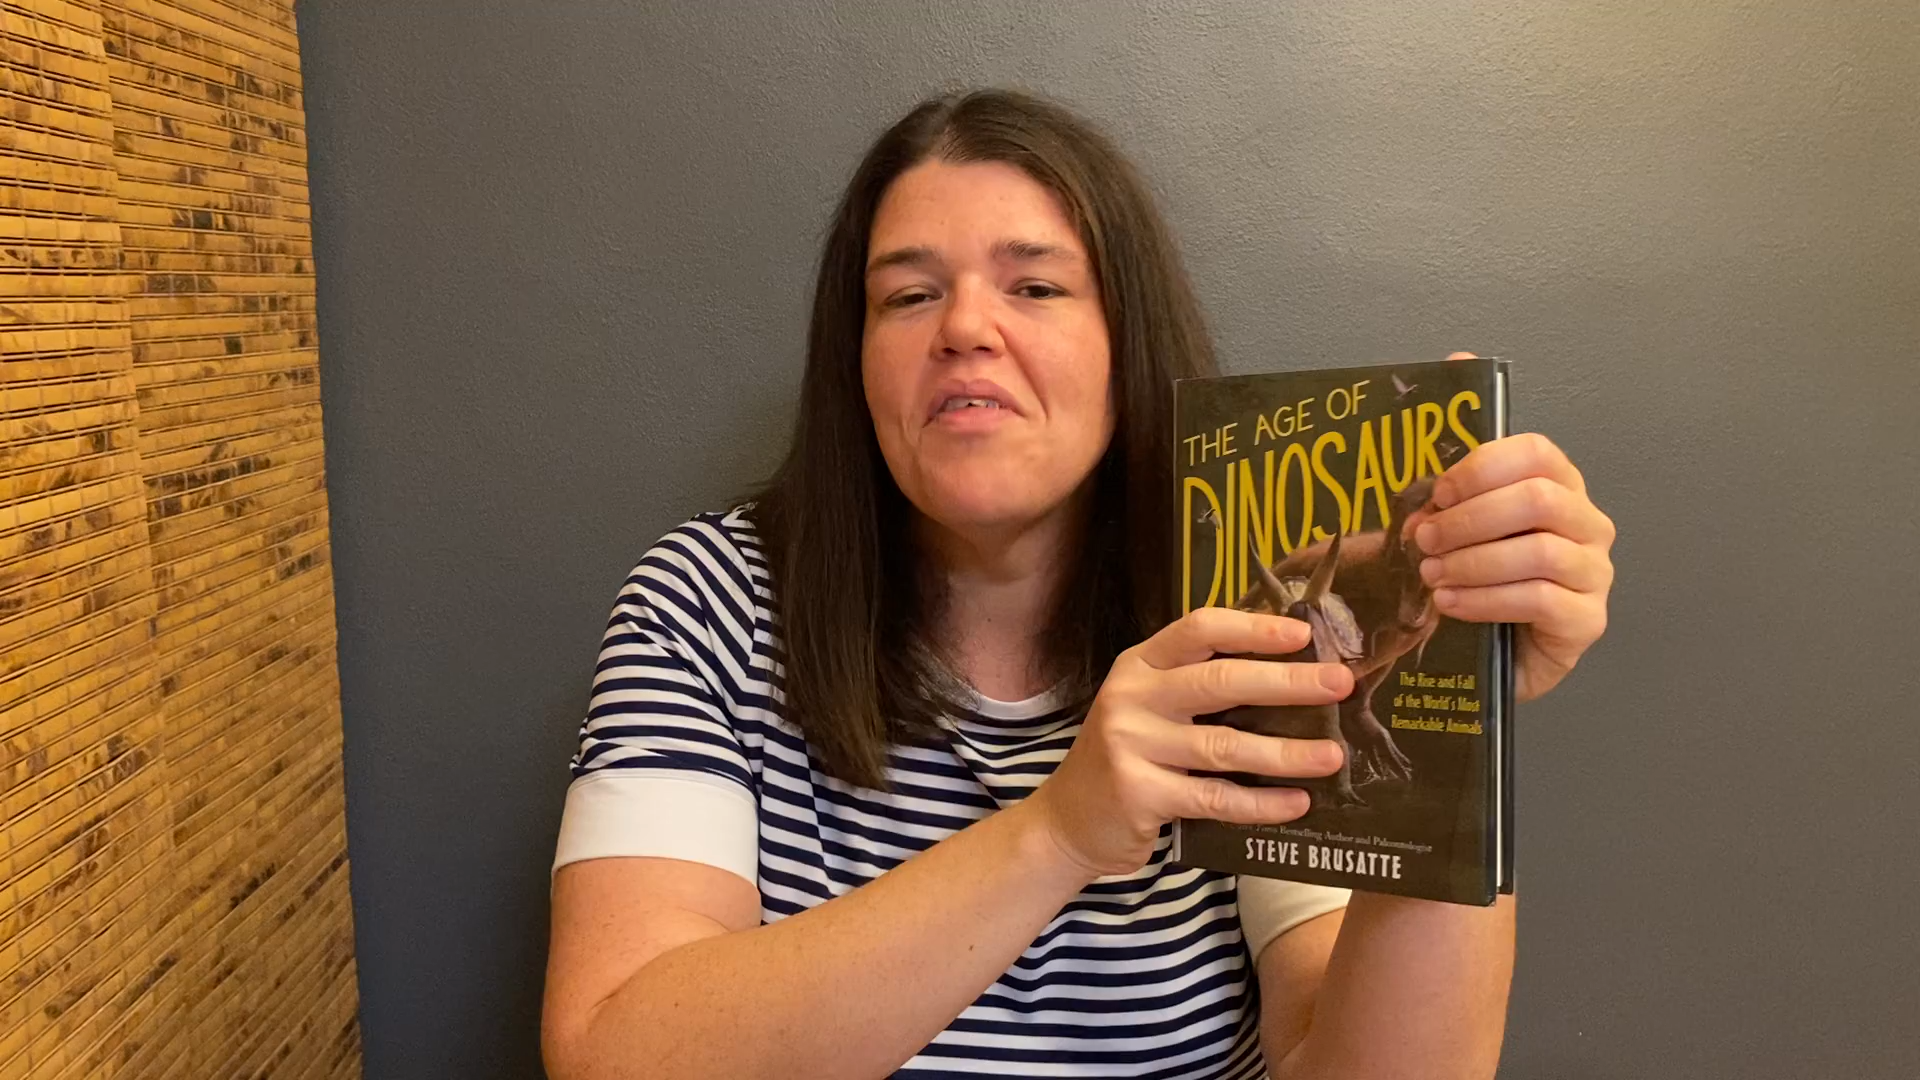 THE AGE OF
DINOSAURS
The Rise and Fall
of the World's Most
Remarkable Animals
Times Bestselling Author and Paleontologist
STEVE BRUSATTE